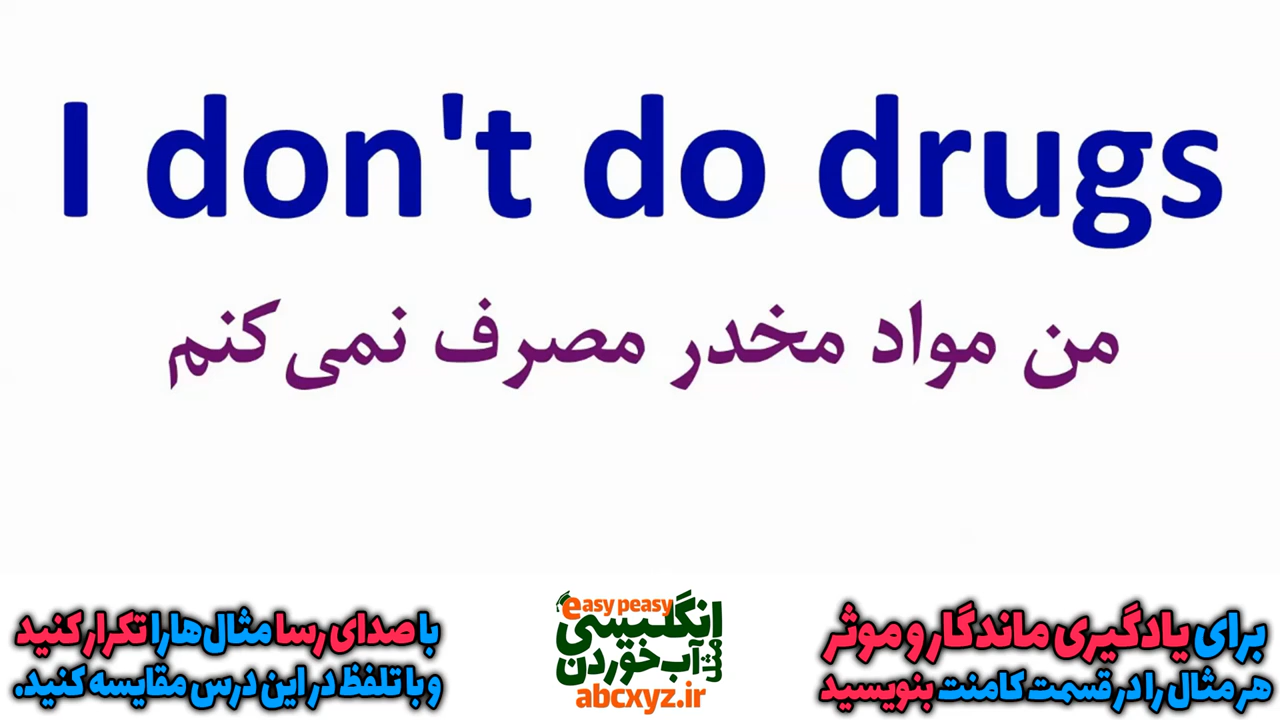 I don't do drugs
من مواد مخدر مصرف نمی‌کنم
برای یادگیری ماندگار و موثر
هر مثال را در قسمت کامنت بنویسید
easy peasy
انگلیسی
مثل آب خوردن
abcxyz.ir
با صدای رسا مثال‌ها را تکرار کنید
و با تلفظ در این درس مقایسه کنید.